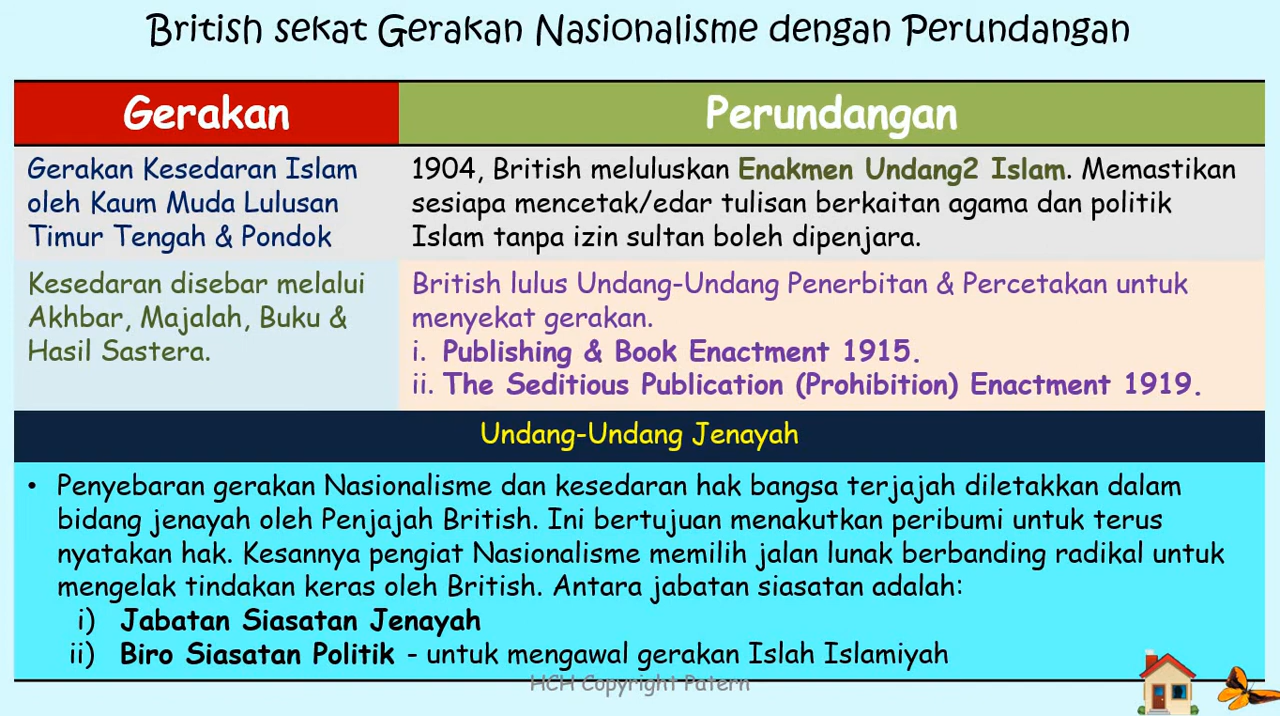 British sekat Gerakan Nasionalisme dengan Perundangan
Gerakan
Perundangan
Gerakan Kesedaran Islam
oleh Kaum Muda Lulusan
Timur Tengah & Pondok
1904, British meluluskan Enakmen Undang2 Islam. Memastikan
sesiapa mencetak/edar tulisan berkaitan agama dan politik
Islam tanpa izin sultan boleh dipenjara.
Kesedaran disebar melalui
Akhbar, Majalah, Buku &
Hasil Sastera.
British lulus Undang-Undang Penerbitan & Percetakan untuk
menyekat gerakan.
i. Publishing & Book Enactment 1915.
ii. The Seditious Publication (Prohibition) Enactment 1919.
Undang-Undang Jenayah
• Penyebaran gerakan Nasionalisme dan kesedaran hak bangsa terjajah diletakkan dalam
bidang jenayah oleh Penjajah British. Ini bertujuan menakutkan peribumi untuk terus
nyatakan hak. Kesannya pengiat Nasionalisme memilih jalan lunak berbanding radikal untuk
mengelak tindakan keras oleh British. Antara jabatan siasatan adalah:
i) Jabatan Siasatan Jenayah
ii) Biro Siasatan Politik - untuk mengawal gerakan Islah Islamiyah
HCH Copyright Patern